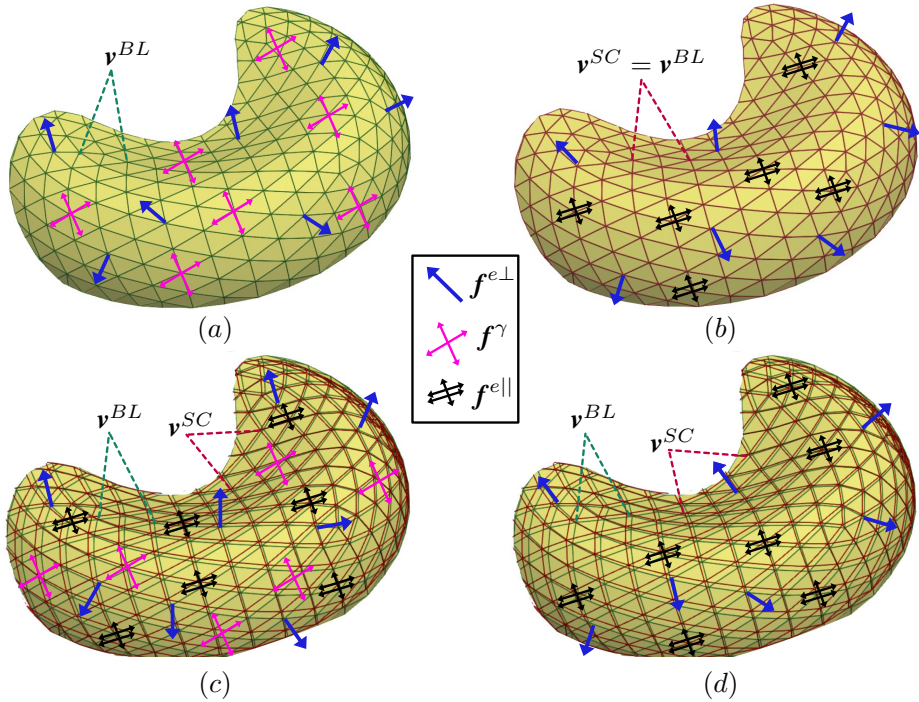 v^{BL}
v^{SC} = v^{BL}
(a)
(b)
f^{e⊥}
f^{γ}
f^{e||}
v^{BL}
v^{SC}
v^{BL}
v^{SC}
(c)
(d)